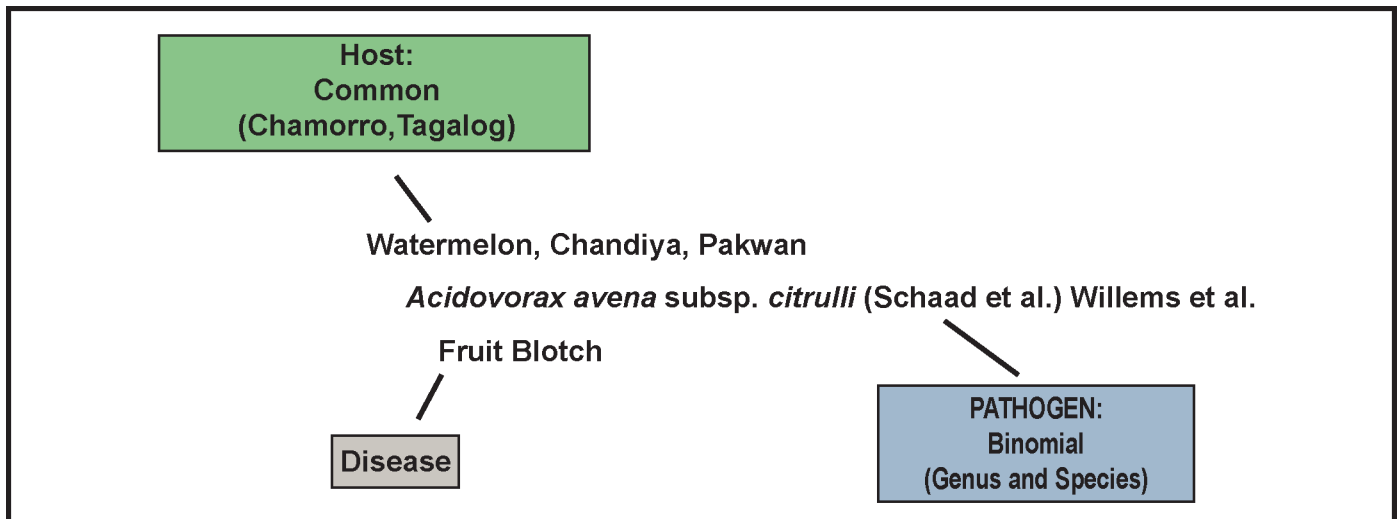 Host:
Common
(Chamorro,Tagalog)
Watermelon, Chandiya, Pakwan
Acidovorax avena subsp. citrulli (Schaad et al.) Willems et al.
Fruit Blotch
Disease
PATHOGEN:
Binomial
(Genus and Species)